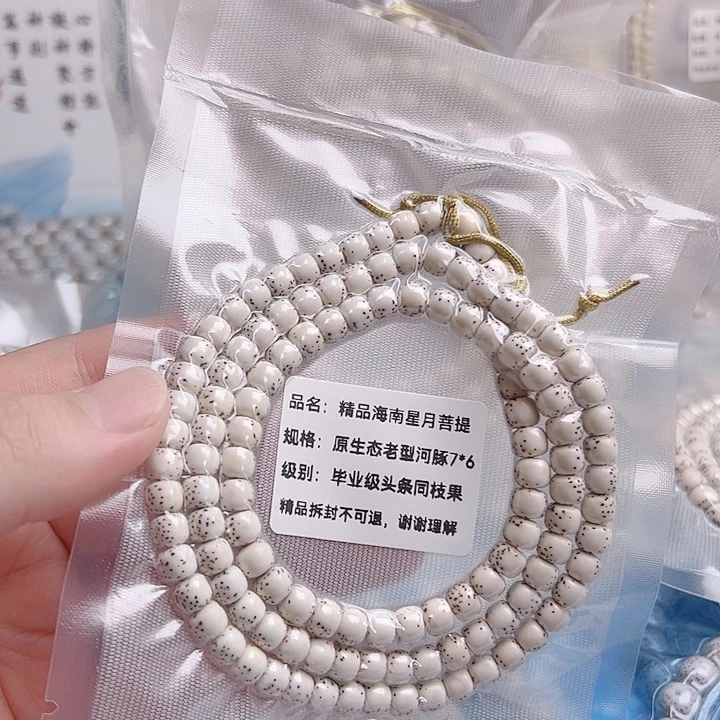 品名：精品海南星月菩提
规格：原生态老型河豚7*6
级别：毕业级头条同枝果
精品拆封不可退，谢谢理解